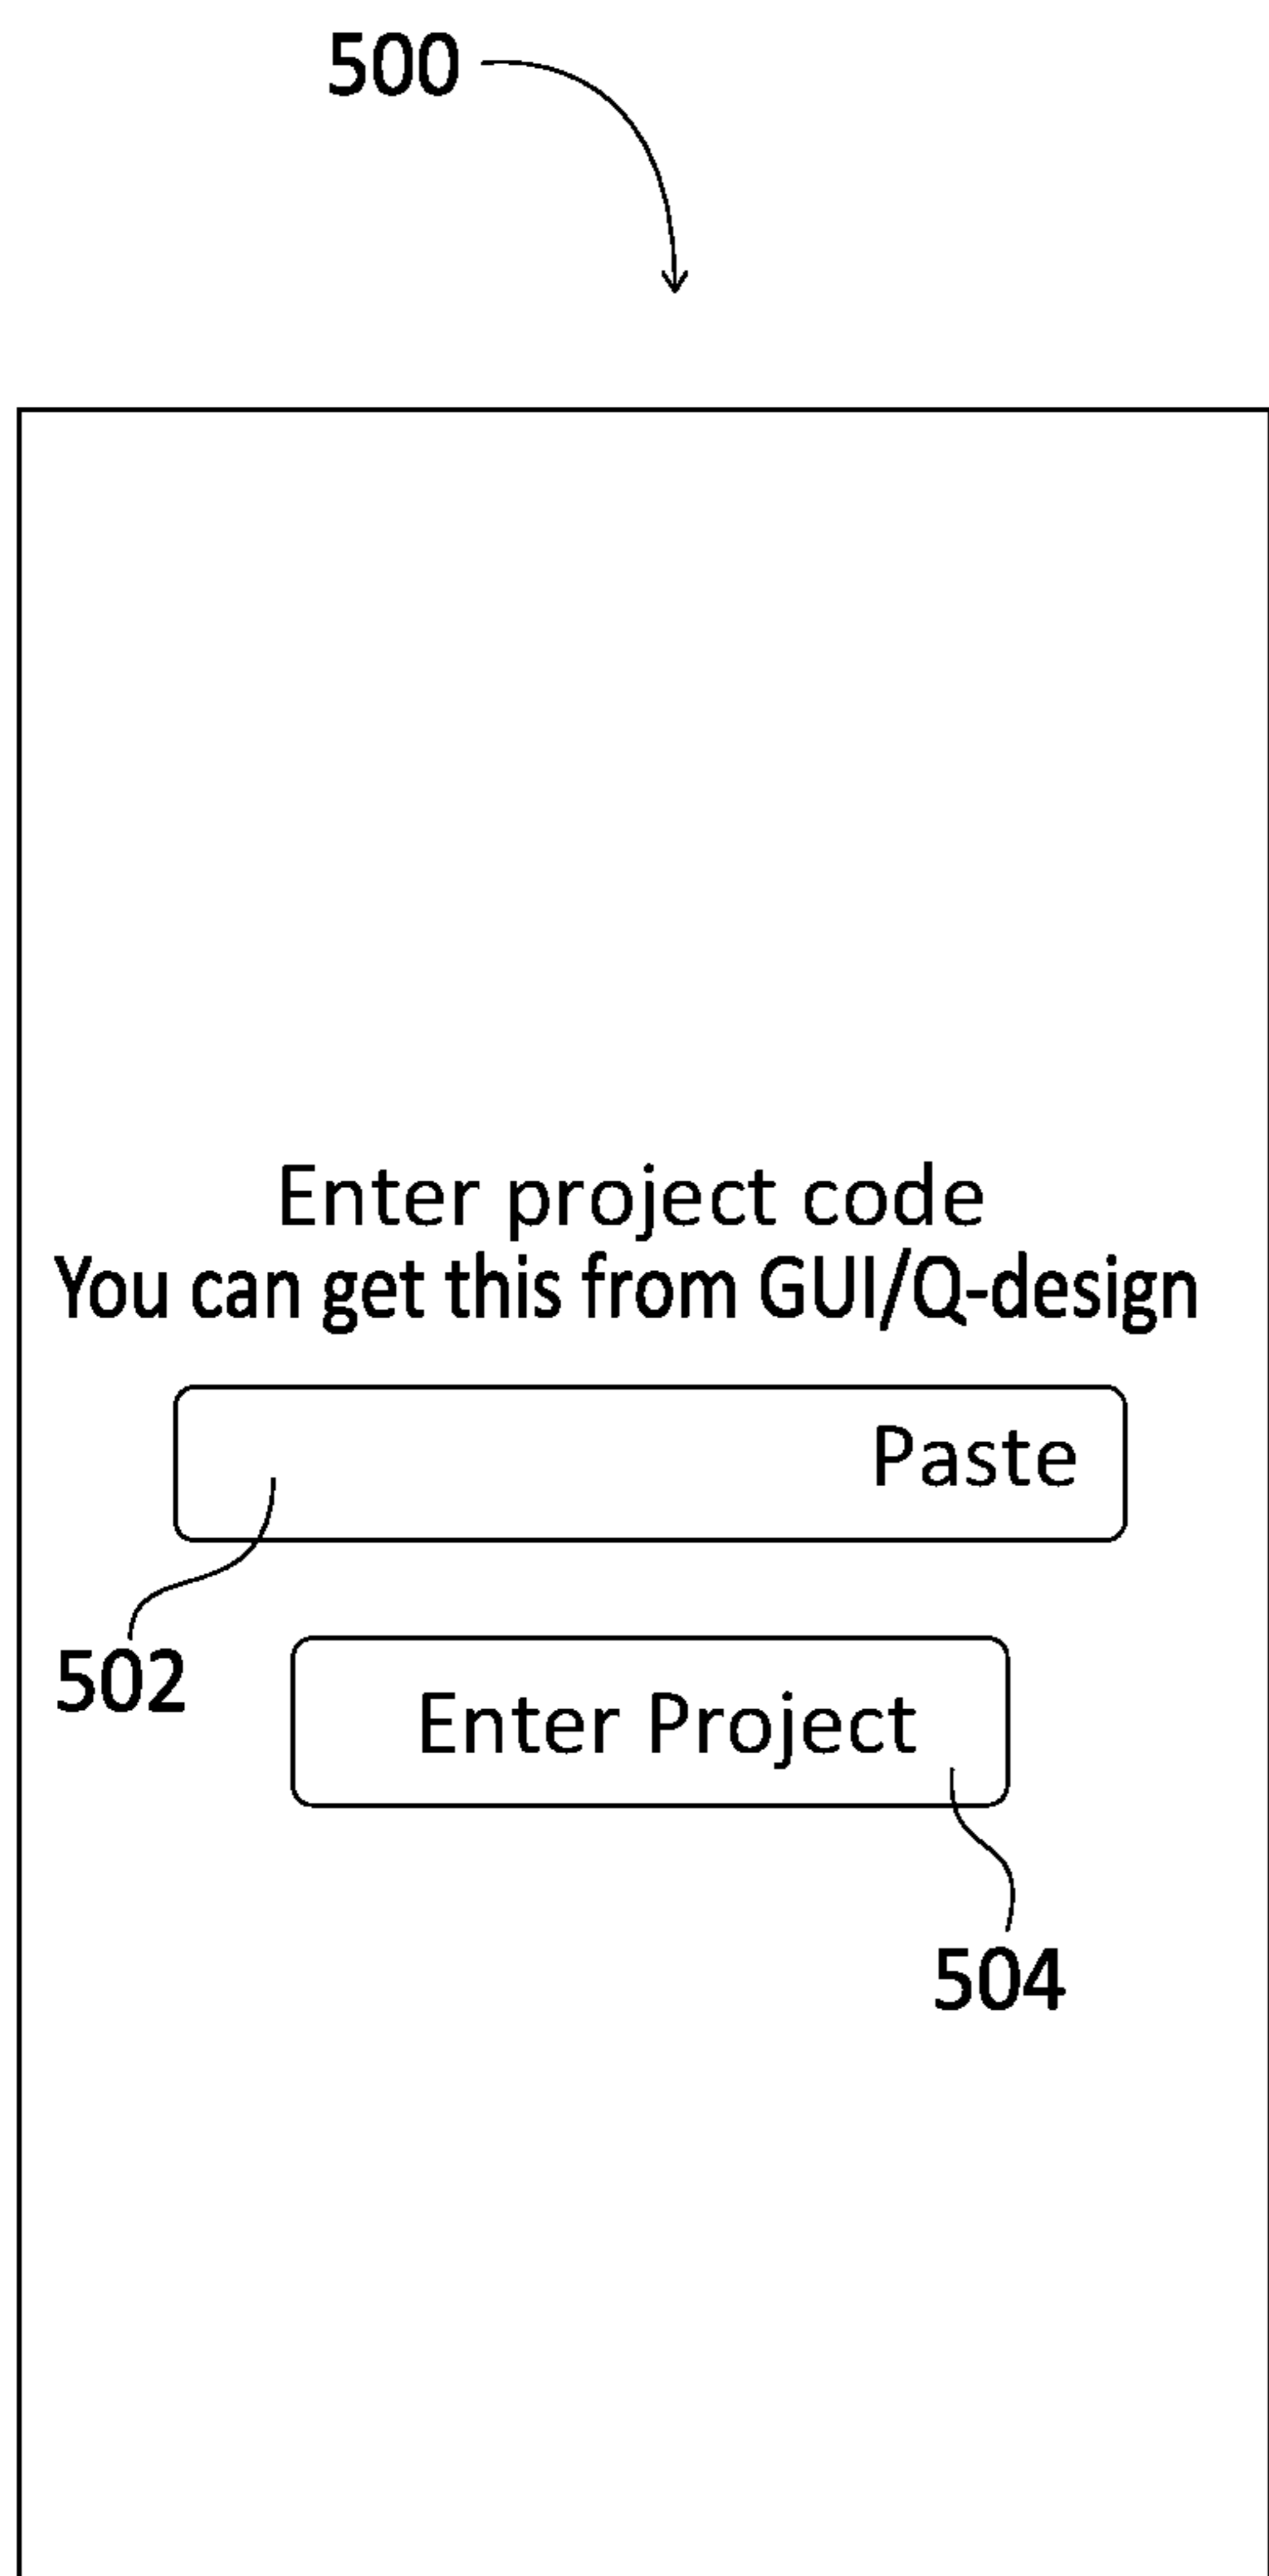 500
Enter project code
You can get this from GUI/Q-design
Paste
502
Enter Project
504